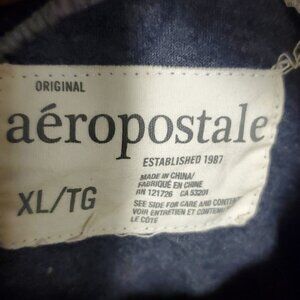 ORIGINAL
aéropostale
ESTABLISHED 1987
XL/TG
MADE IN CHINA/
FABRIQUÉ EN CHINE
RN 121726 CA 53201
SEE SIDE FOR CARE AND CONTENT
VOIR ENTRETIEN ET CONTENU
LE CÔTÉ